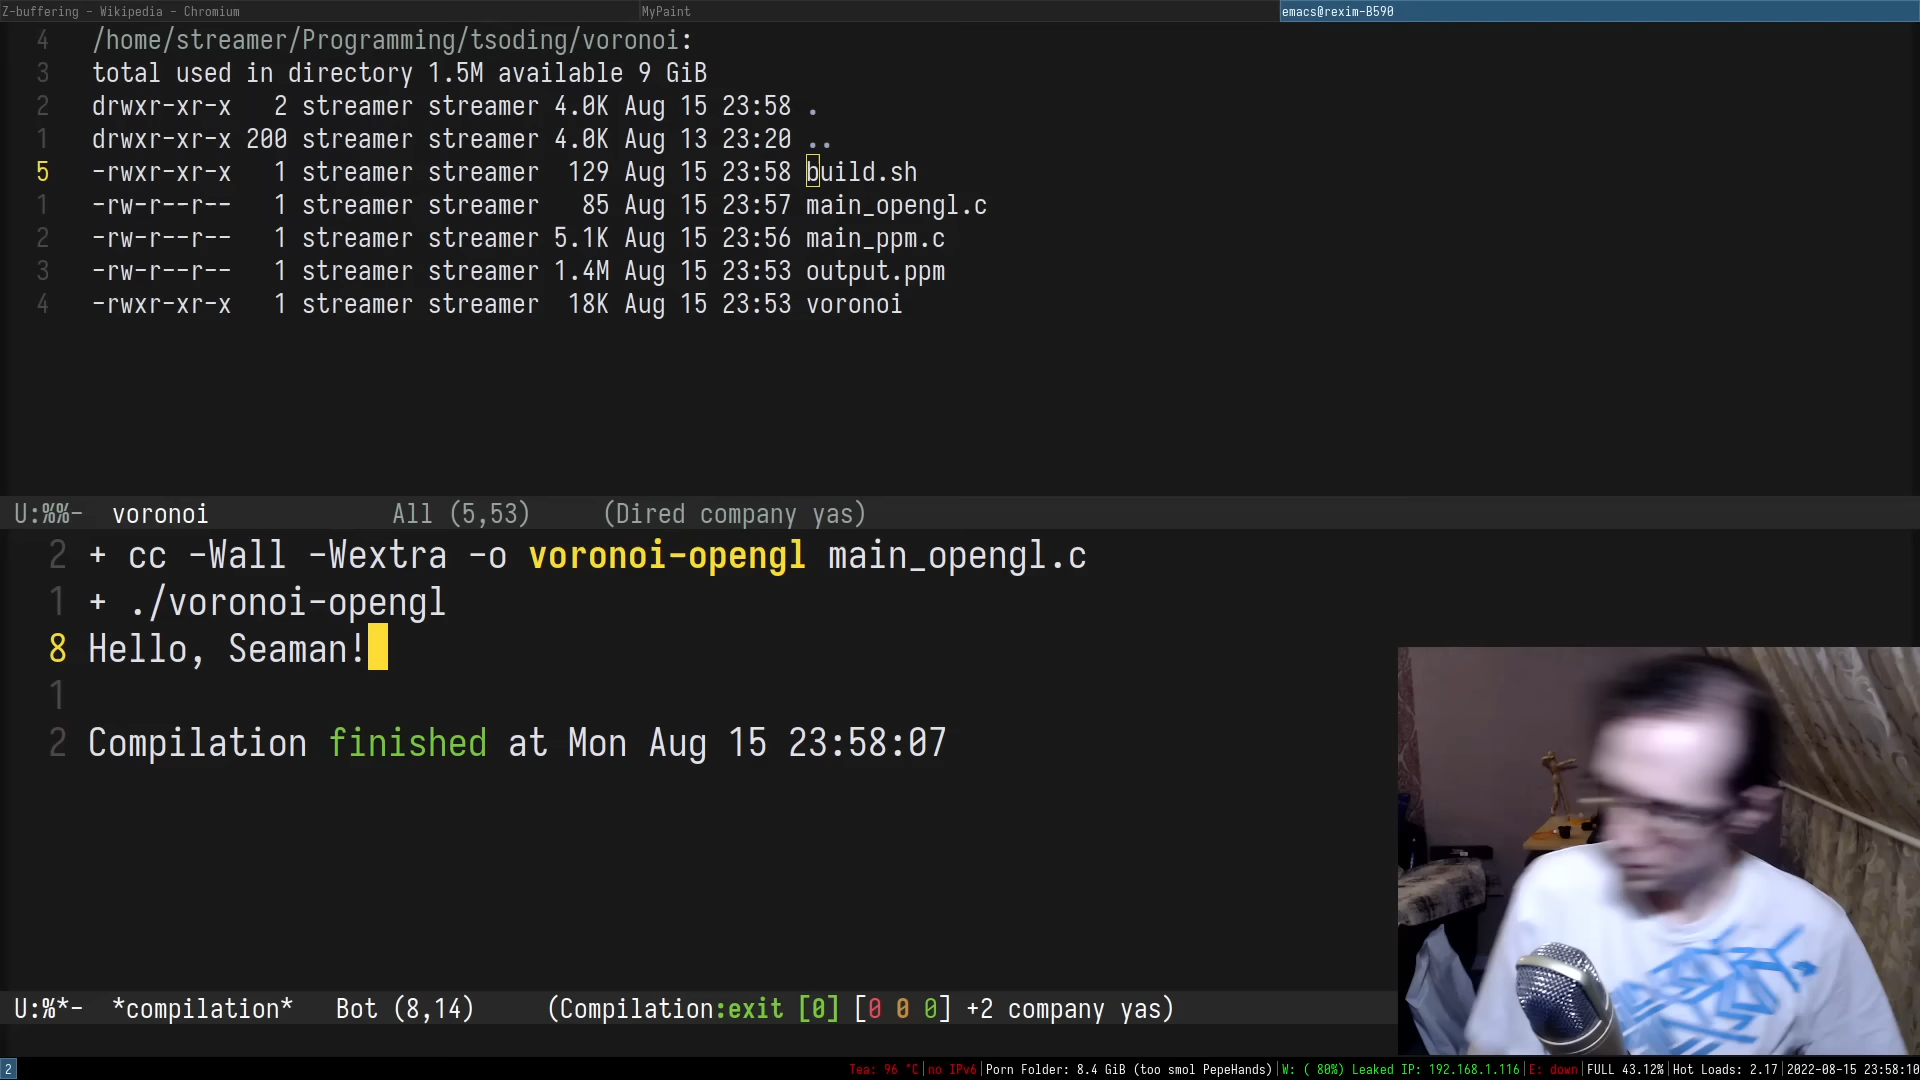 Z-buffering - Wikipedia - Chromium
MyPaint
emacs@rexim-B590
4 /home/streamer/Programming/tsoding/voronoi:
3 total used in directory 1.5M available 9 GiB
2 drwxr-xr-x   2 streamer streamer 4.0K Aug 15 23:58 .
1 drwxr-xr-x 200 streamer streamer 4.0K Aug 13 23:20 ..
5 -rwxr-xr-x   1 streamer streamer  129 Aug 15 23:58 build.sh
1 -rw-r--r--   1 streamer streamer   85 Aug 15 23:57 main_opengl.c
2 -rw-r--r--   1 streamer streamer 5.1K Aug 15 23:56 main_ppm.c
3 -rw-r--r--   1 streamer streamer 1.4M Aug 15 23:53 output.ppm
4 -rwxr-xr-x   1 streamer streamer  18K Aug 15 23:53 voronoi
U:%%-  voronoi All (5,53) (Dired company yas)
2 + cc -Wall -Wextra -o voronoi-opengl main_opengl.c
1 + ./voronoi-opengl
8 Hello, Seaman!
1
2 Compilation finished at Mon Aug 15 23:58:07
U:%*-  *compilation* Bot (8,14) (Compilation:exit [0] [0 0 0] +2 company yas)
2 Tea: 96 °C|no IPv6|Porn Folder: 8.4 GiB (too smol PepeHands)|W: ( 80%) Leaked IP: 192.168.1.116|E: down|FULL 43.12%|Hot Loads: 2.17|2022-08-15 23:58:10